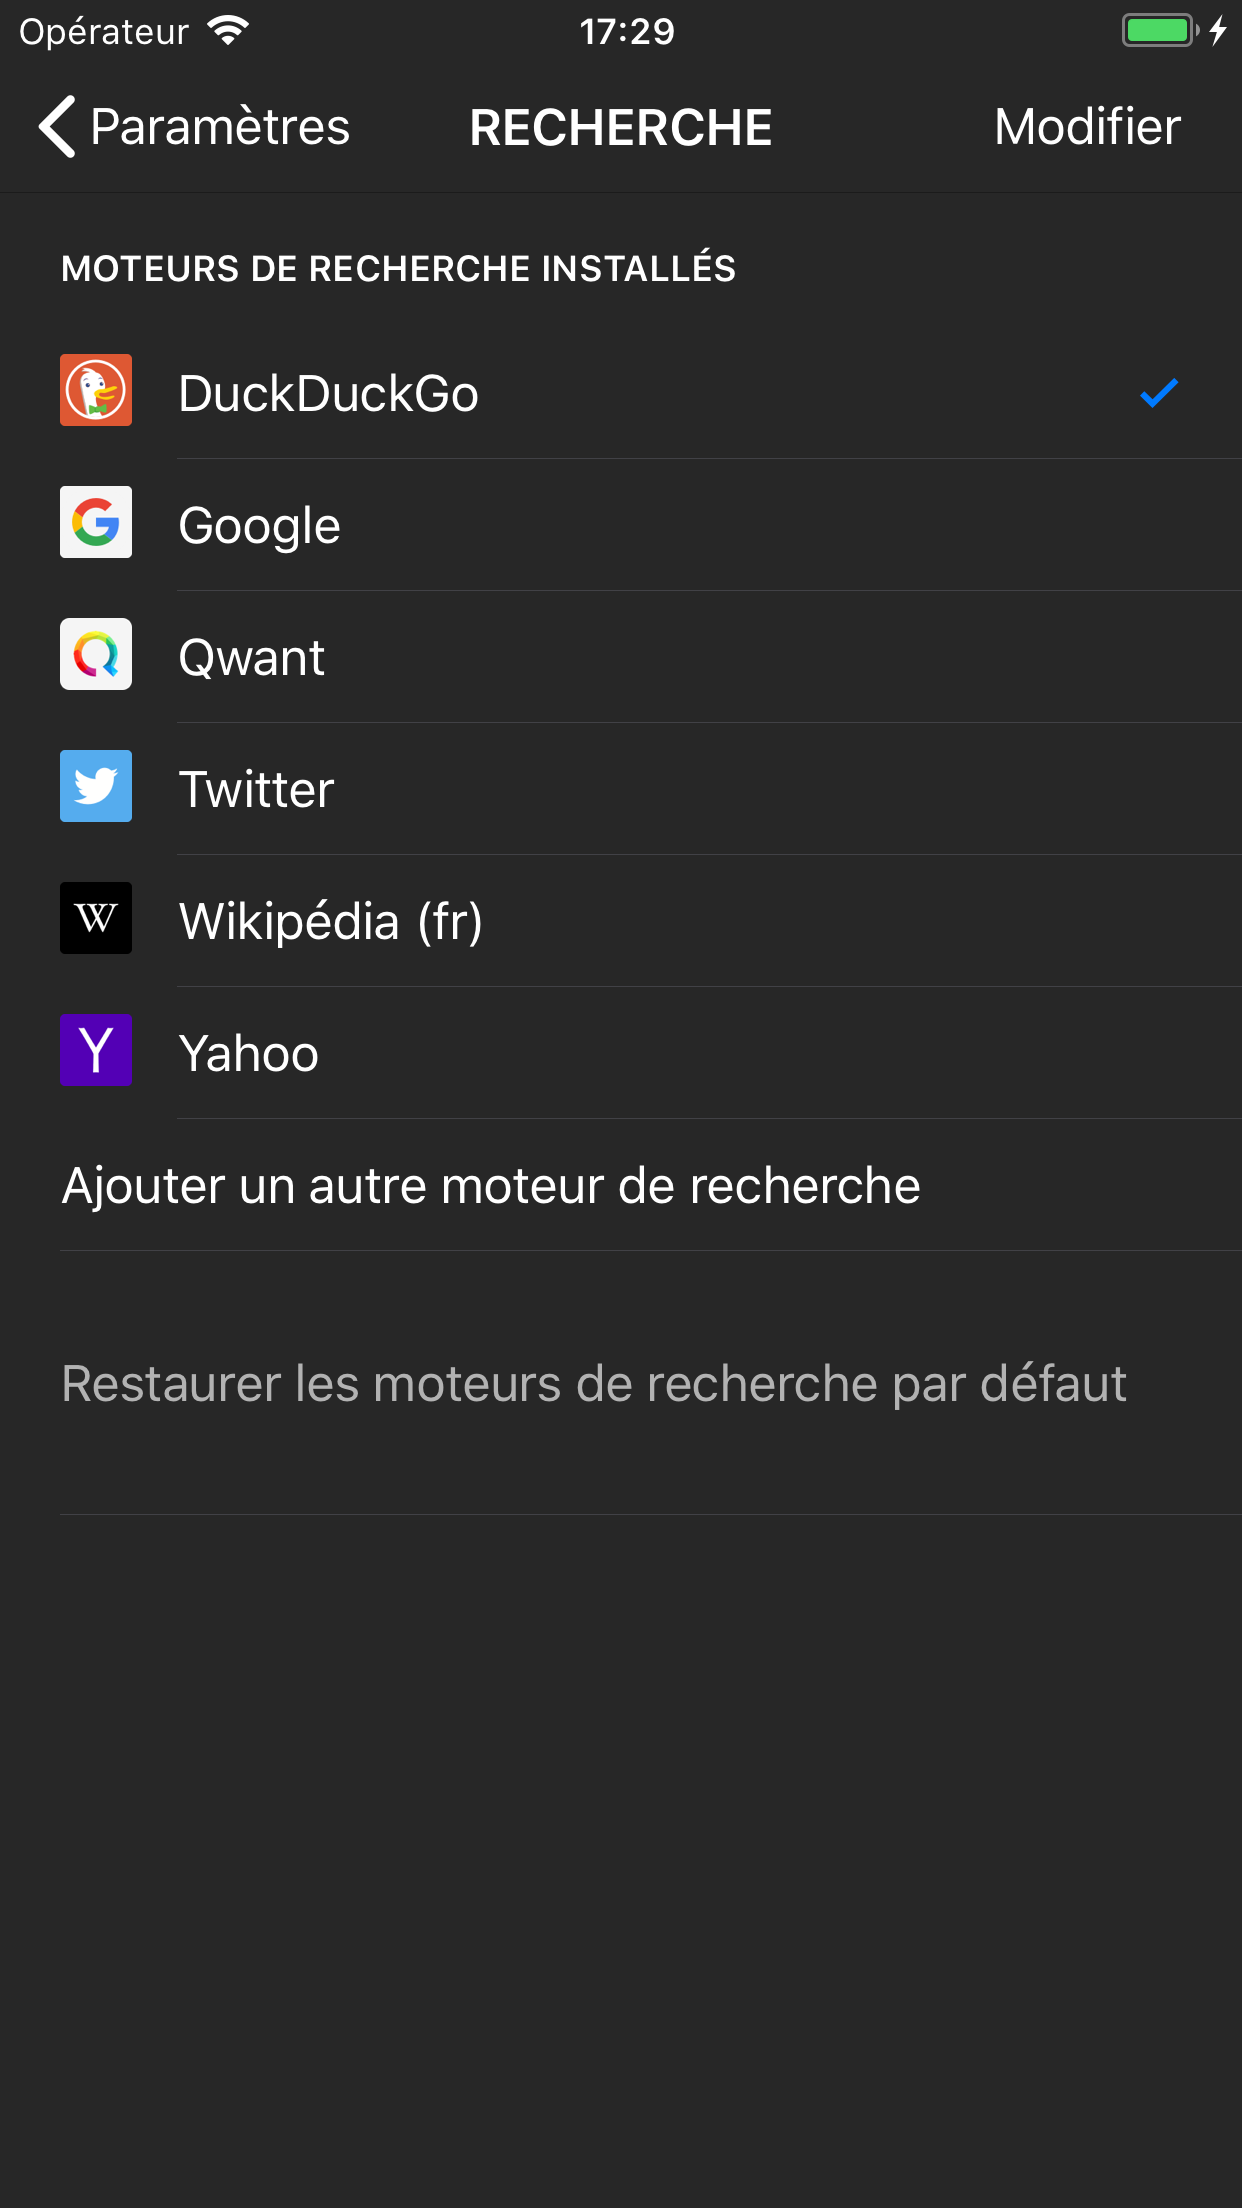 Opérateur 17:29
Paramètres RECHERCHE Modifier
MOTEURS DE RECHERCHE INSTALLÉS
DuckDuckGo
Google
Qwant
Twitter
W Wikipédia (fr)
Y Yahoo
Ajouter un autre moteur de recherche
Restaurer les moteurs de recherche par défaut